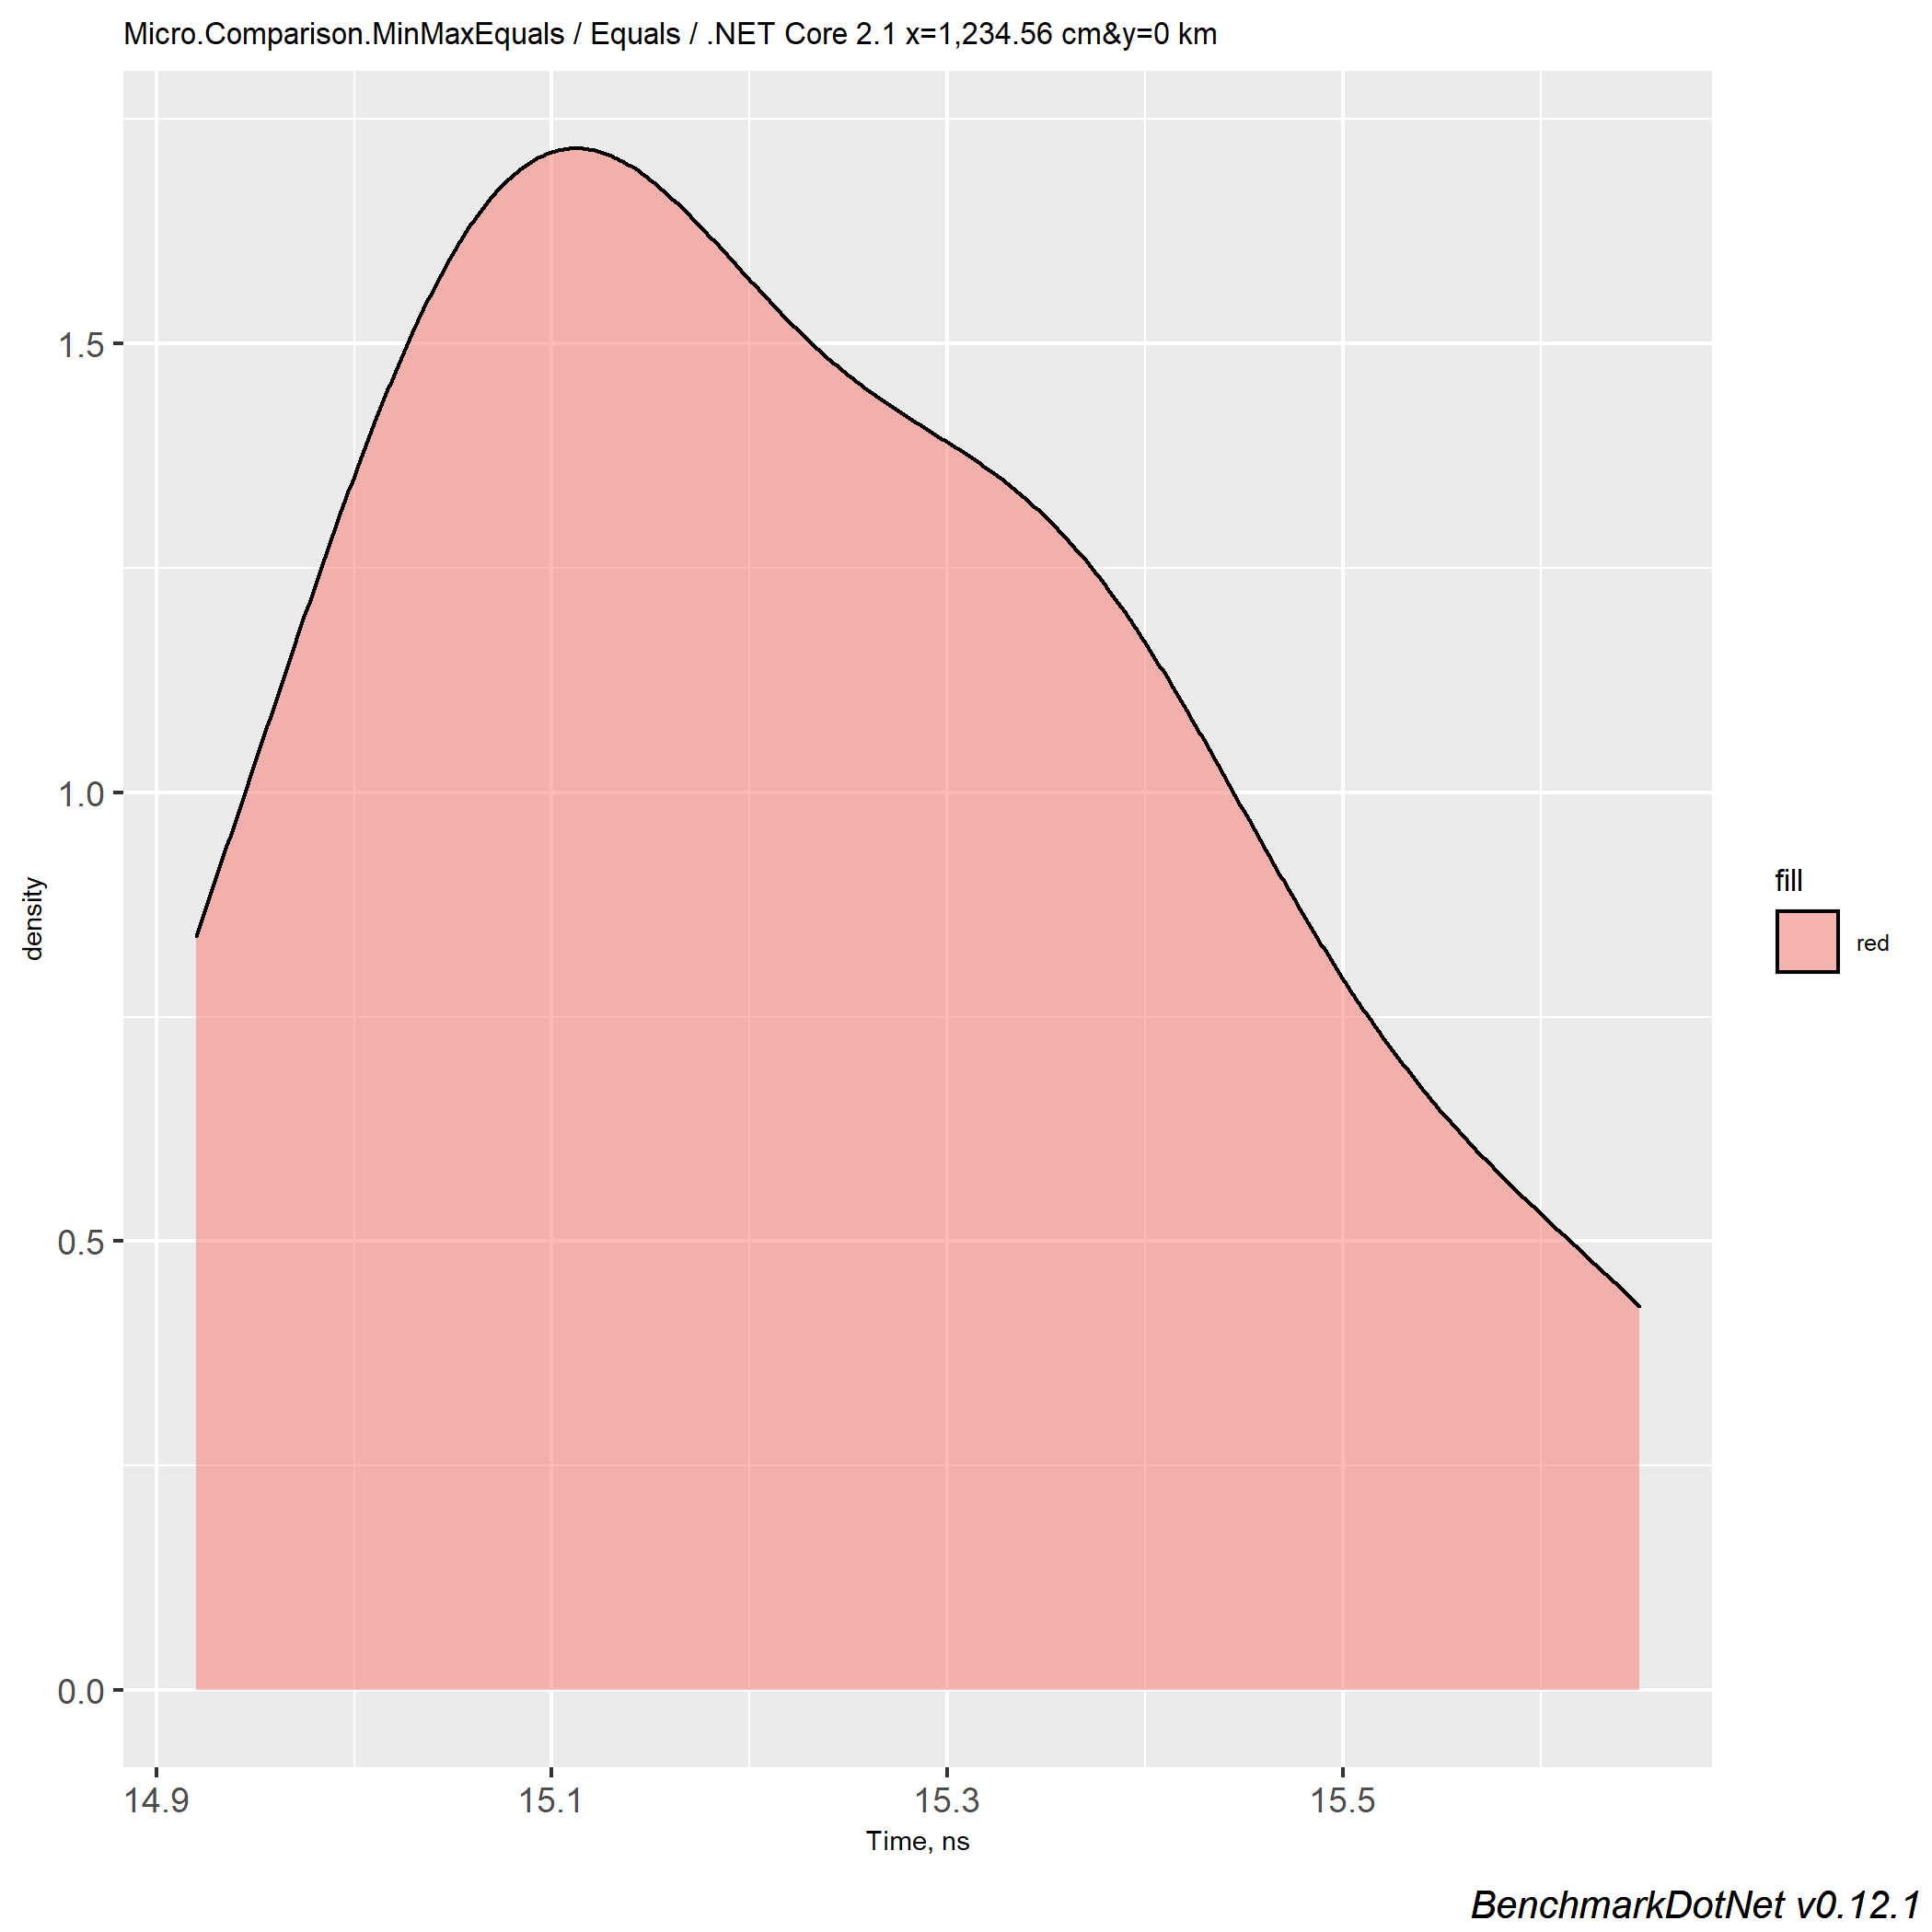 Micro.Comparison.MinMaxEquals / Equals / .NET Core 2.1 x=1,234.56 cm&y=0 km
1.5
1.0
0.5
0.0
density
14.9 15.1 15.3 15.5
Time, ns
fill
red
BenchmarkDotNet v0.12.1